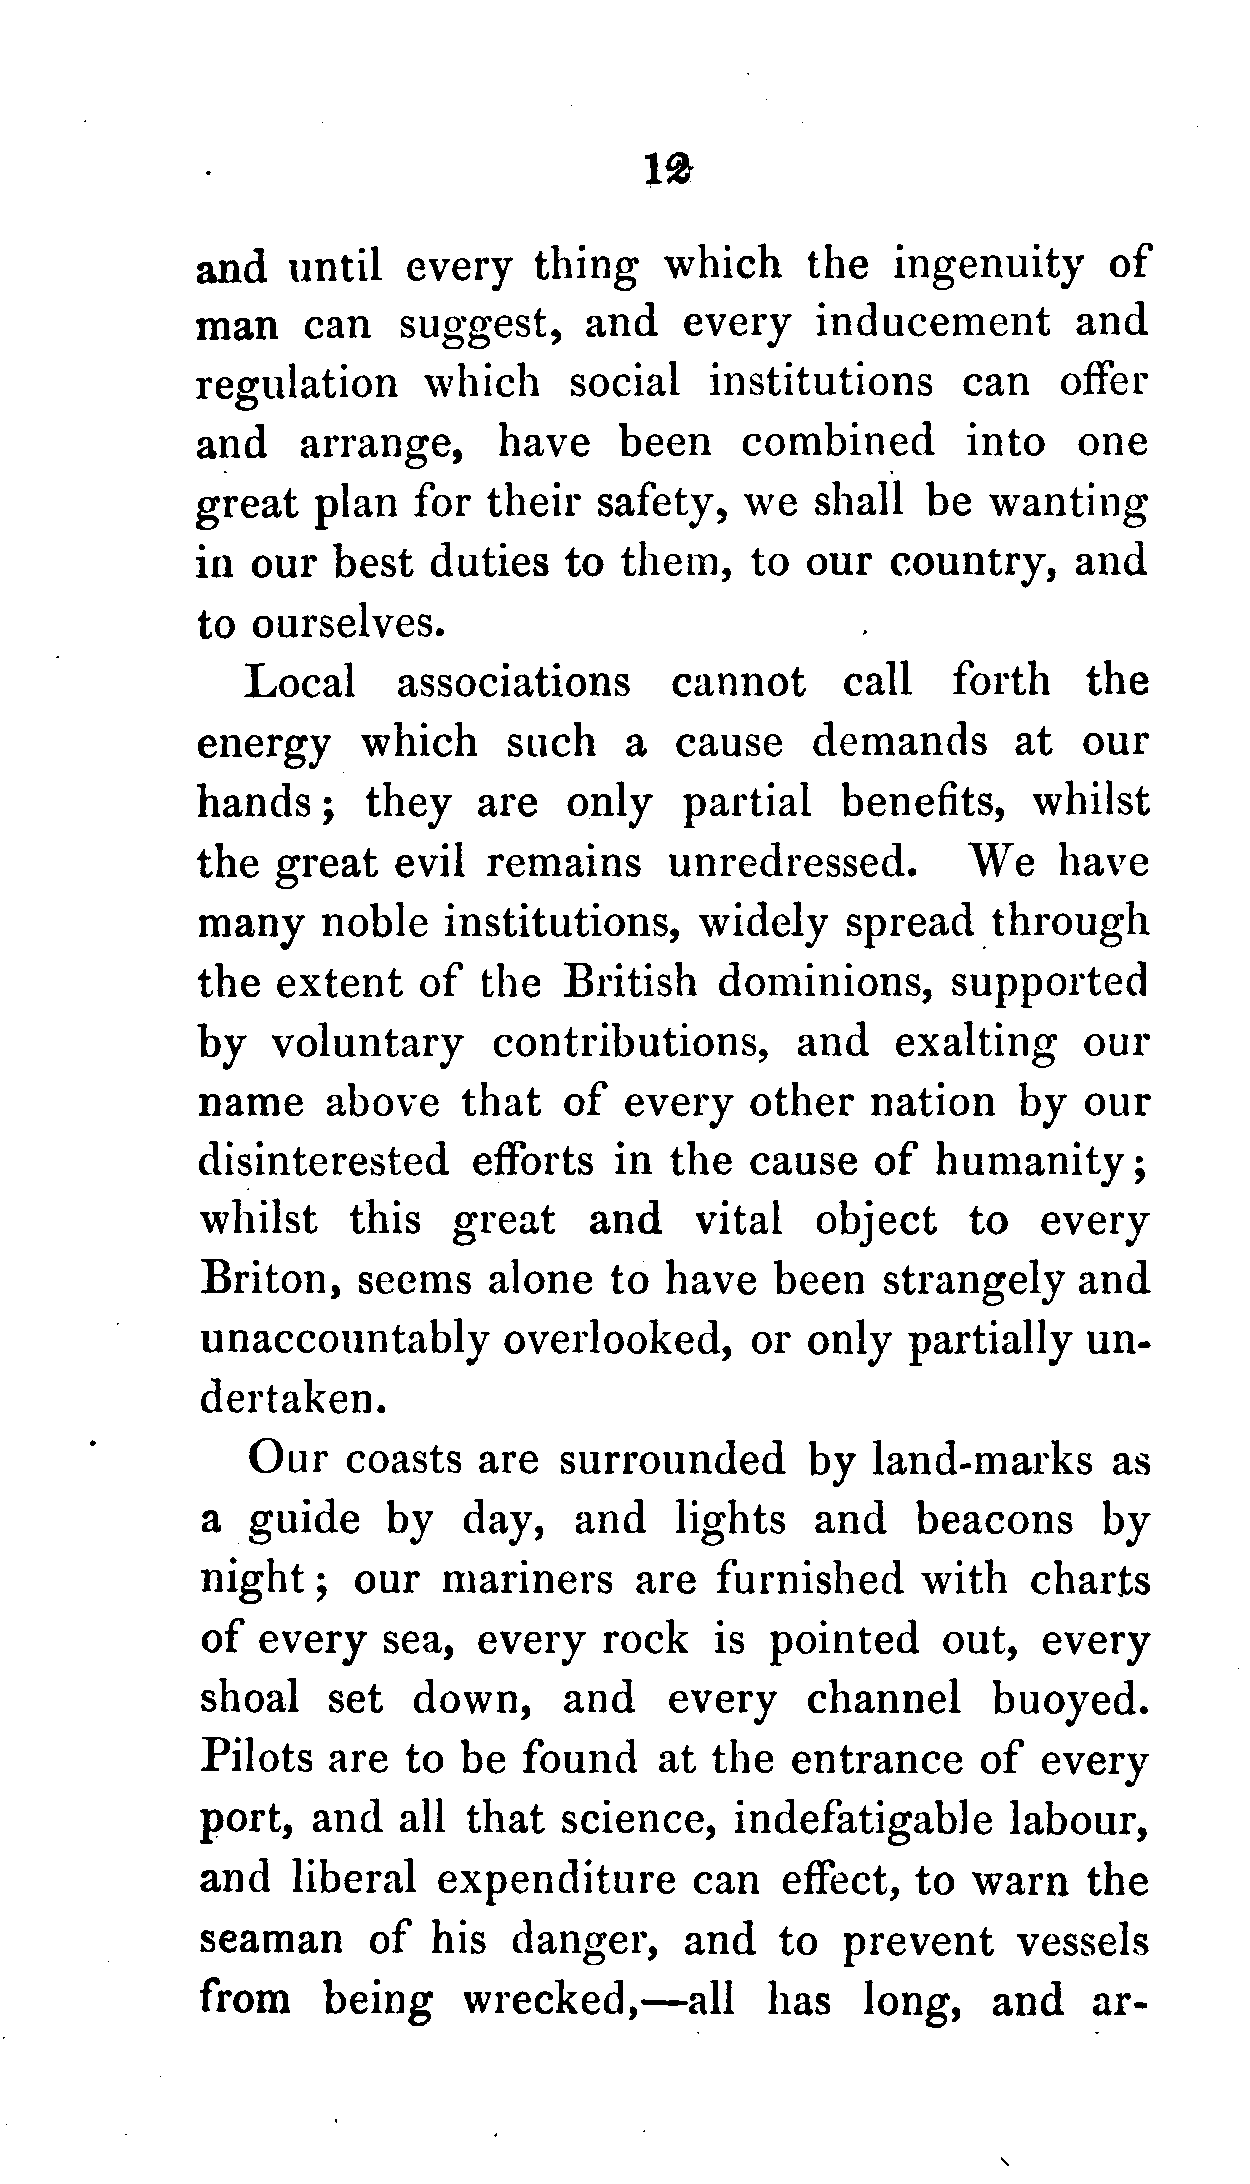 12
and until every thing which the ingenuity of
man can suggest, and every inducement and
regulation which social institutions can offer
and arrange, have been combined into one
great plan for their safety, we shall be wanting
in our best duties to them, to our country, and
to ourselves.
Local associations cannot call forth the
energy which such a cause demands at our
hands; they are only partial benefits, whilst
the great evil remains unredressed. We have
many noble institutions, widely spread through
the extent of the British dominions, supported
by voluntary contributions, and exalting our
name above that of every other nation by our
disinterested efforts in the cause of humanity;
whilst this great and vital object to every
Briton, seems alone to have been strangely and
unaccountably overlooked, or only partially un-
dertaken.
Our coasts are surrounded by land-marks as
a guide by day, and lights and beacons by
night; our mariners are furnished with charts
of every sea, every rock is pointed out, every
shoal set down, and every channel buoyed.
Pilots are to be found at the entrance of every
port, and all that science, indefatigable labour,
and liberal expenditure can effect, to warn the
seaman of his danger, and to prevent vessels
from being wrecked,—all has long, and ar-